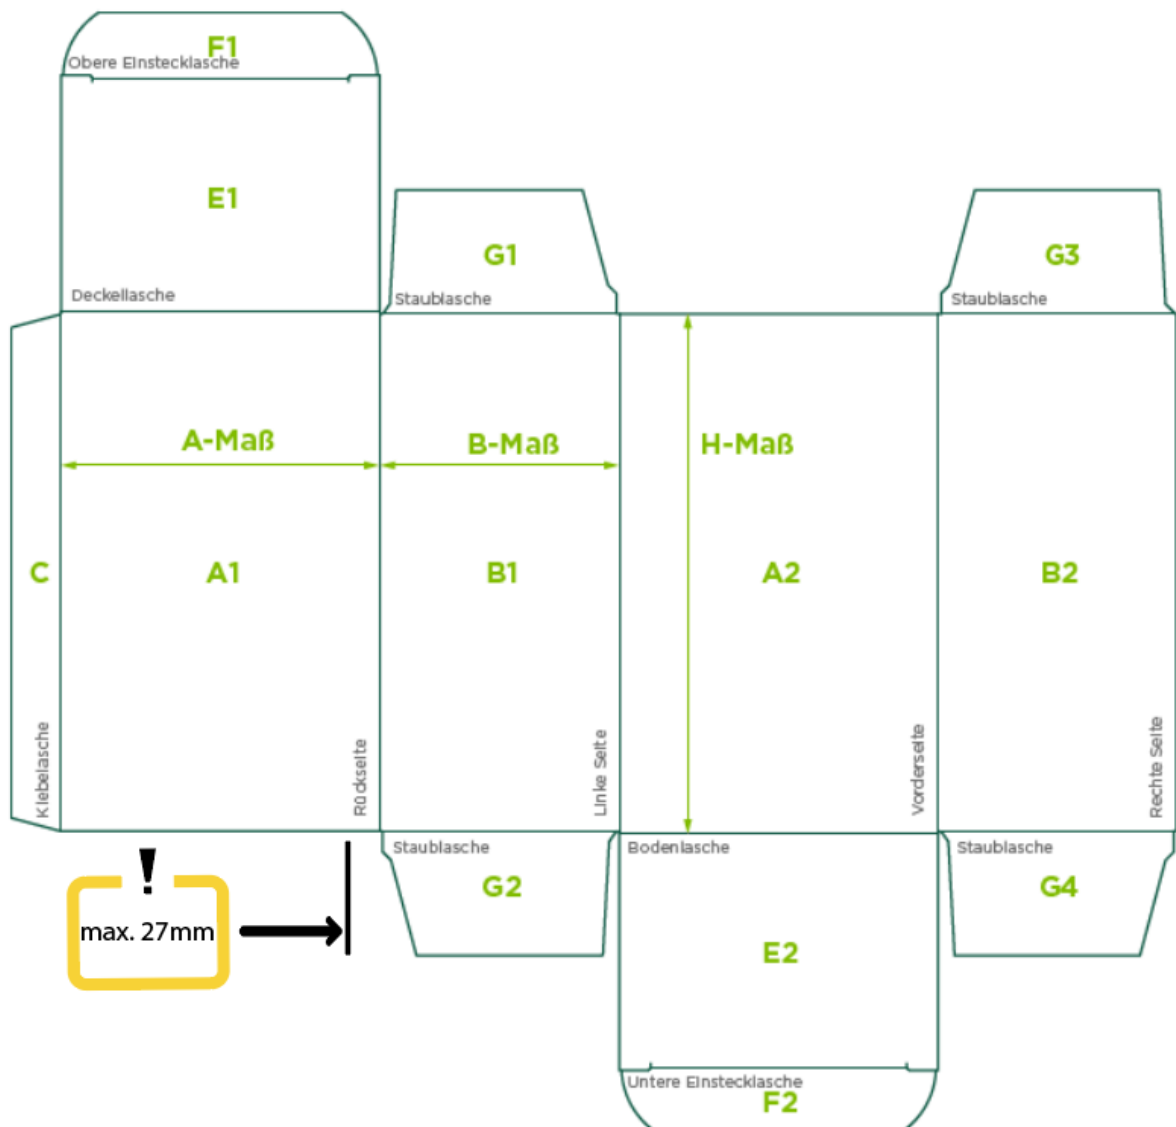 F1
Obere Einstecklasche
E1
Deckellasche
G1
Staublasche
G3
Staublasche
A-Maß
B-Maß
H-Maß
C
A1
B1
A2
B2
Klebelasche
Rückseite
Linke Seite
Vorderseite
Rechte Seite
!
max. 27mm
Staublasche
G2
Bodenlasche
E2
Staublasche
G4
Untere Einstecklasche
F2